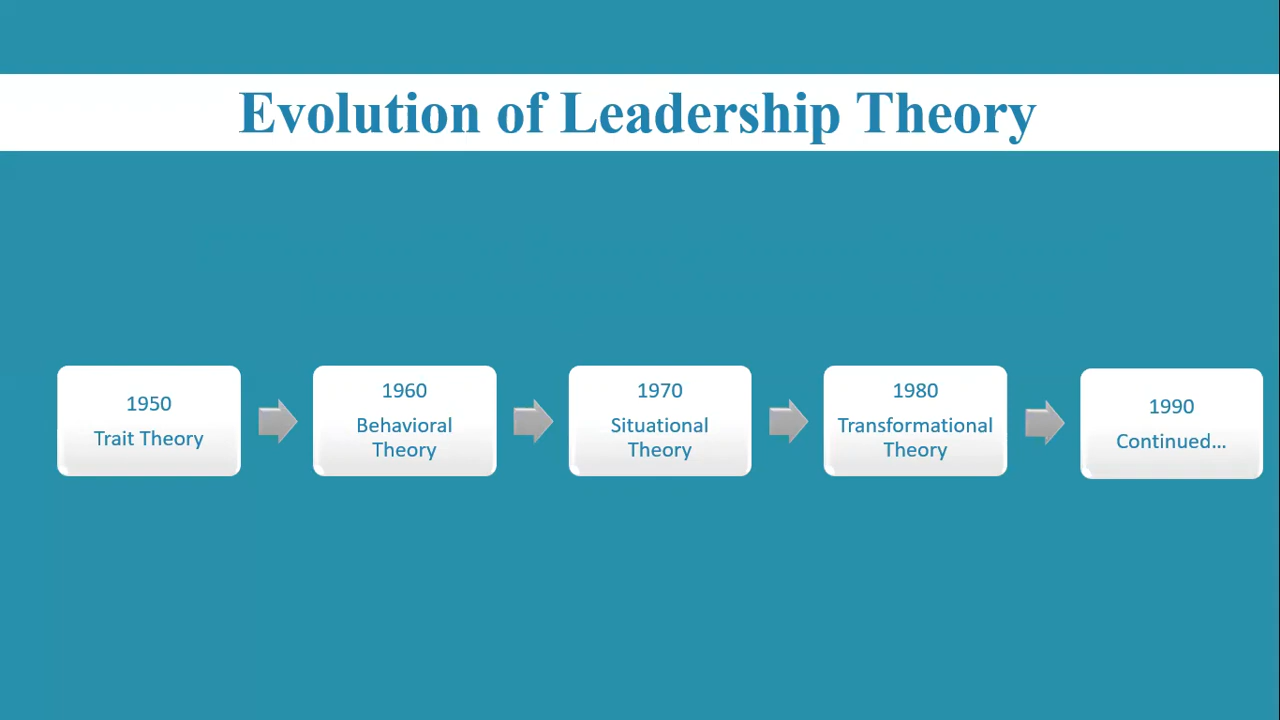 Evolution of Leadership Theory
1950
Trait Theory
1960
Behavioral
Theory
1970
Situational
Theory
1980
Transformational
Theory
1990
Continued...